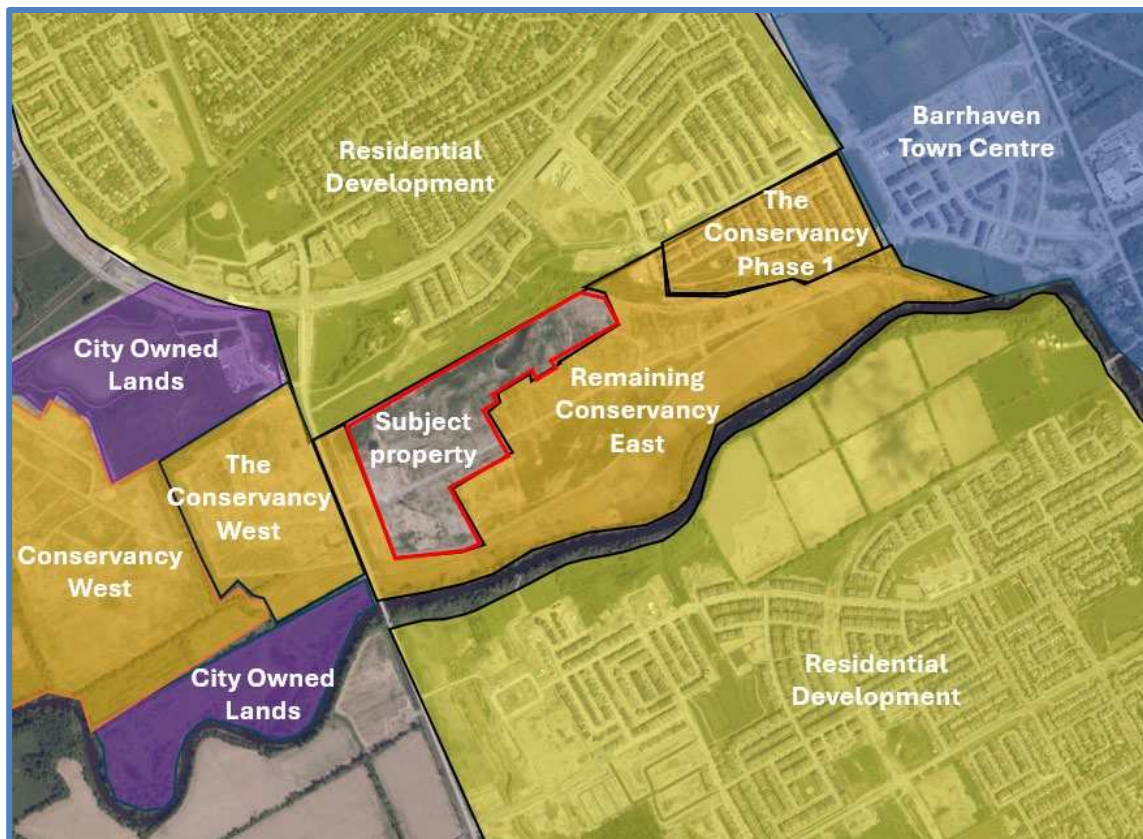 Residential
Development
Barrhaven
Town Centre
The
Conservancy
Phase 1
City Owned
Lands
Remaining
Conservancy
East
Subject
property
The
Conservancy
West
Conservancy
West
City Owned
Lands
Residential
Development